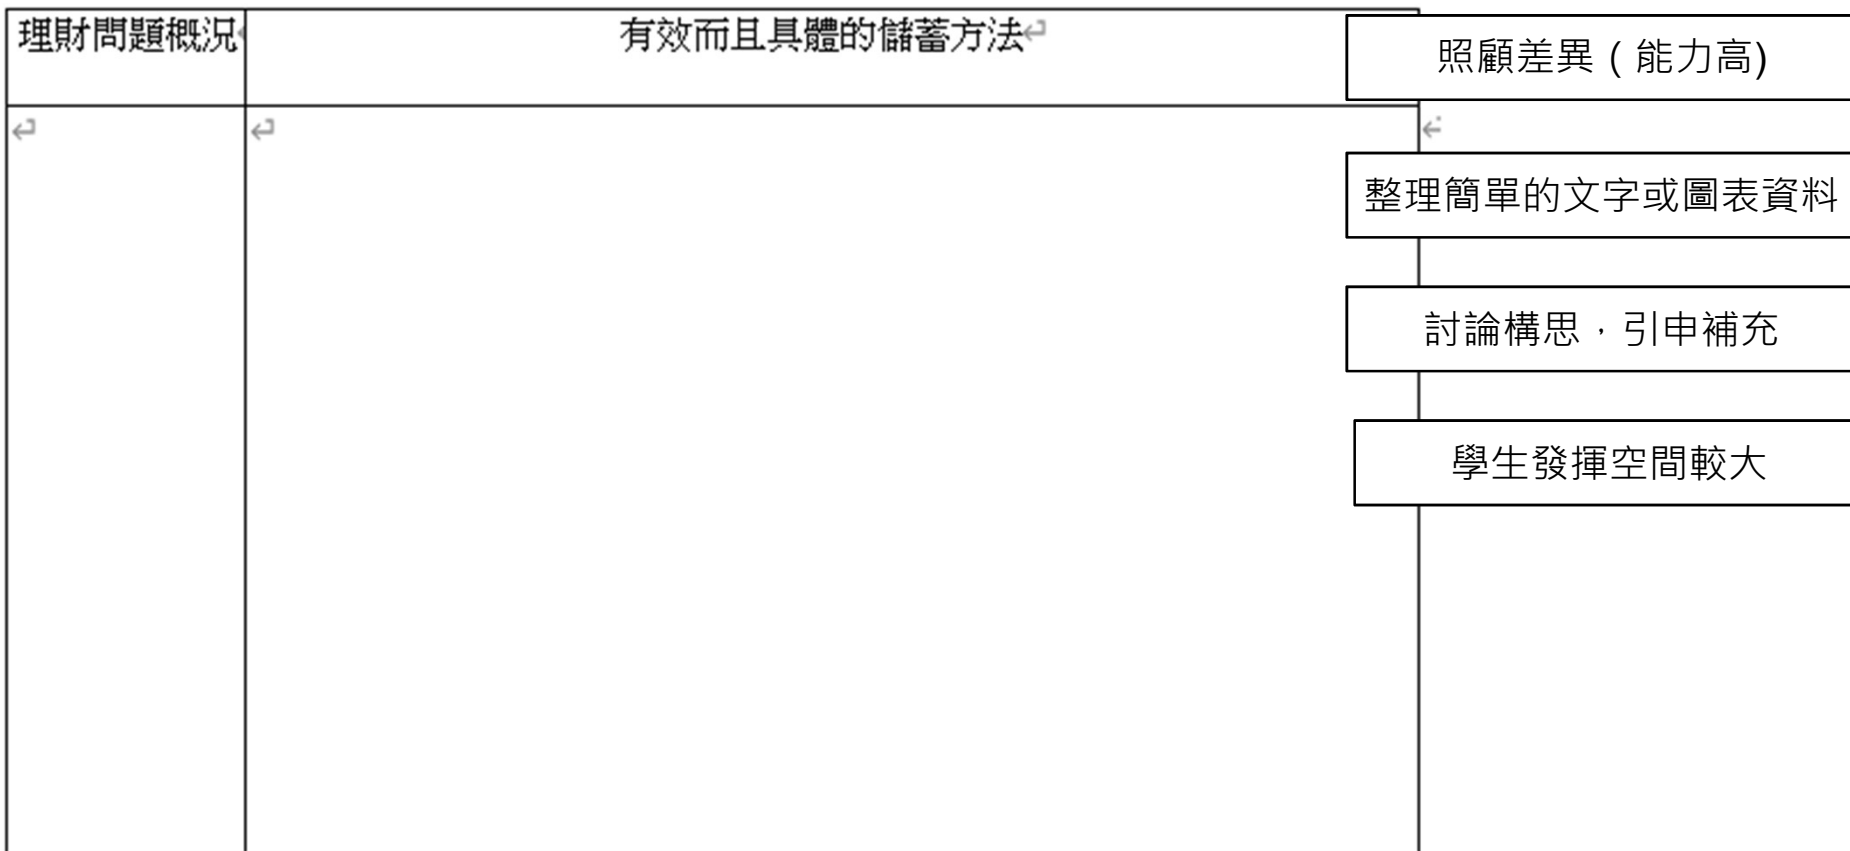 理財問題概況
有效而且具體的儲蓄方法
照顧差異 ( 能力高)
整理簡單的文字或圖表資料
討論構思，引申補充
學生發揮空間較大